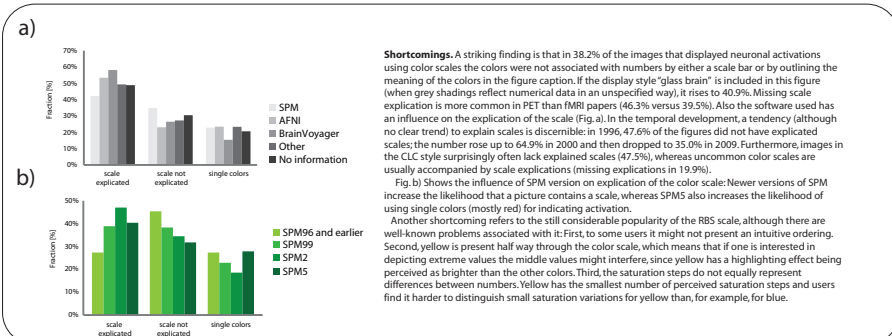 a)
70%
60%
50%
40%
30%
20%
10%
0%
Fraction [%]
scale explicated
scale not explicated
single colors
SPM
AFNI
BrainVoyager
Other
No information
b)
50%
40%
30%
20%
10%
0%
Fraction [%]
scale explicated
scale not explicated
single colors
SPM96 and earlier
SPM99
SPM2
SPM5
Shortcomings. A striking finding is that in 38.2% of the images that displayed neuronal activations
using color scales the colors were not associated with numbers by either a scale bar or by outlining the
meaning of the colors in the figure caption. If the display style "glass brain" is included in this figure
(when grey shadings reflect numerical data in an unspecified way), it rises to 40.9%. Missing scale
explication is more common in PET than fMRI papers (46.3% versus 39.5%). Also the software used has
an influence on the explication of the scale (Fig. a). In the temporal development, a tendency (although
no clear trend) to explain scales is discernible: in 1996, 47.6% of the figures did not have explicated
scales; the number rose up to 64.9% in 2000 and then dropped to 35.0% in 2009. Furthermore, images in
the CLC style surprisingly often lack explained scales (47.5%), whereas uncommon color scales are
usually accompanied by scale explications (missing explications in 19.9%).
Fig. b) Shows the influence of SPM version on explication of the color scale: Newer versions of SPM
increase the likelihood that a picture contains a scale, whereas SPM5 also increases the likelihood of
using single colors (mostly red) for indicating activation.
Another shortcoming refers to the still considerable popularity of the RBS scale, although there are
well-known problems associated with it: First, to some users it might not present an intuitive ordering.
Second, yellow is present half way through the color scale, which means that if one is interested in
depicting extreme values the middle values might interfere, since yellow has a highlighting effect being
perceived as brighter than the other colors. Third, the saturation steps do not equally represent
differences between numbers. Yellow has the smallest number of perceived saturation steps and users
find it harder to distinguish small saturation variations for yellow than, for example, for blue.